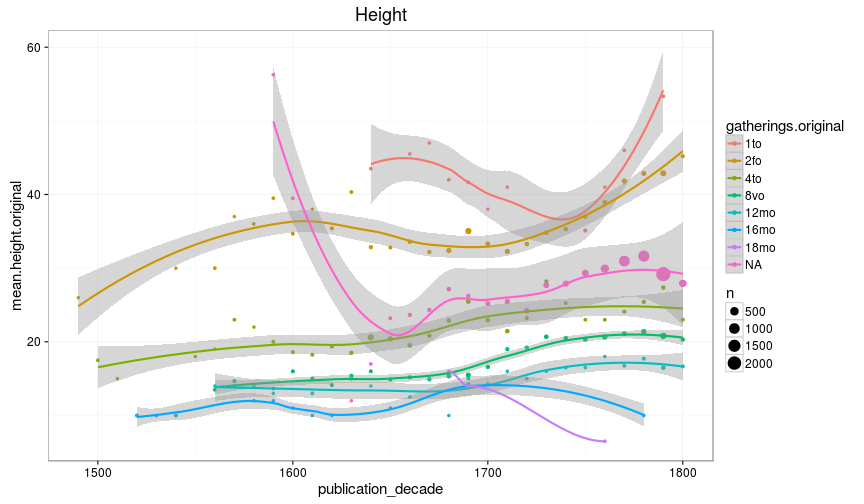 Height
60
40
20
mean.height.original
1500
1600
1700
1800
publication_decade
gatherings.original
1to
2fo
4to
8vo
12mo
16mo
18mo
NA
n
500
1000
1500
2000